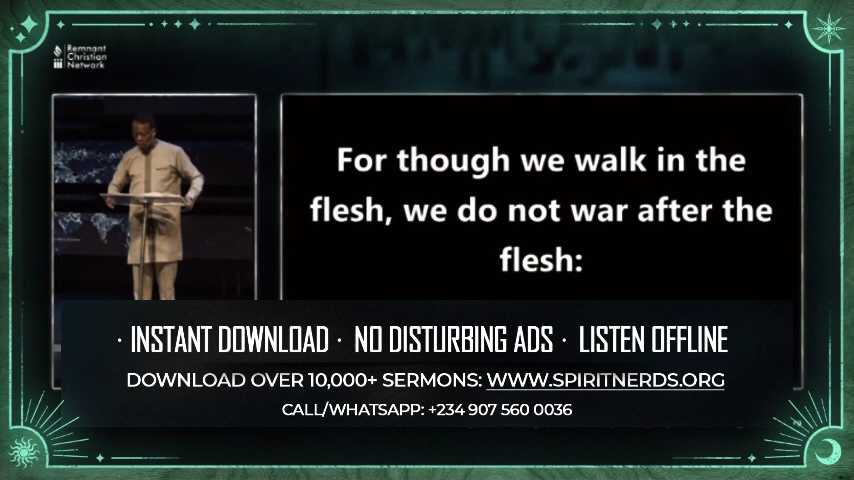 Remnant
Christian
Network
For though we walk in the
flesh, we do not war after the
flesh:
· INSTANT DOWNLOAD · NO DISTURBING ADS · LISTEN OFFLINE
DOWNLOAD OVER 10,000+ SERMONS: WWW.SPIRITNERDS.ORG
CALL/WHATSAPP: +234 907 560 0036